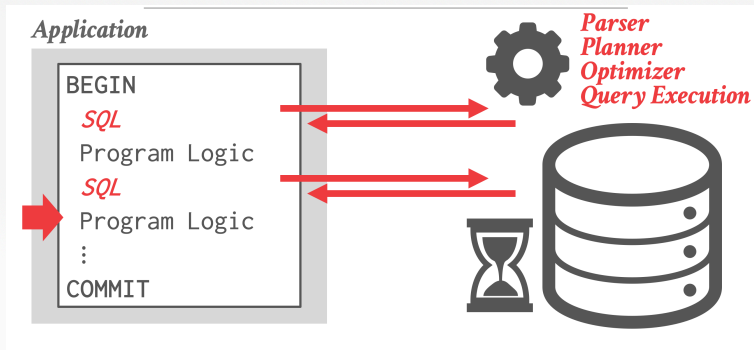 Application
BEGIN
SQL
Program Logic
SQL
Program Logic
⋮
COMMIT
Parser
Planner
Optimizer
Query Execution